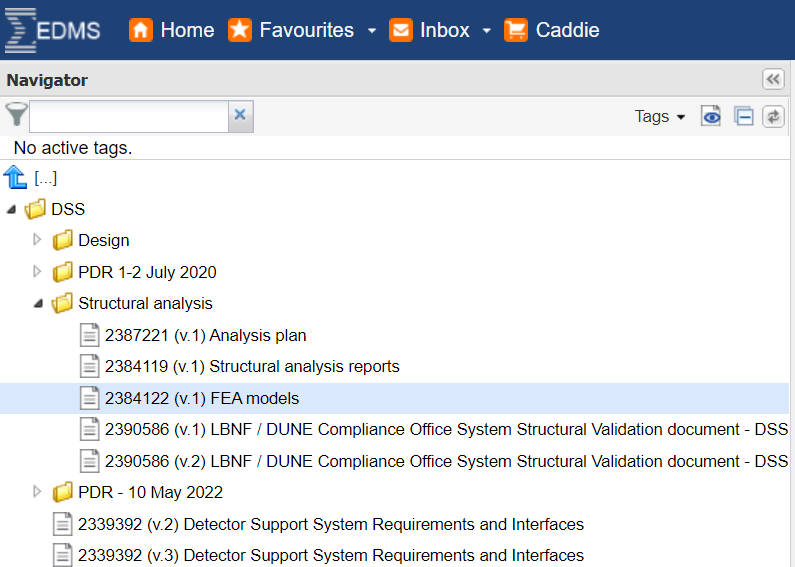 EDMS Home Favourites Inbox Caddie
Navigator
Tags
No active tags.
[...]
DSS
Design
PDR 1-2 July 2020
Structural analysis
2387221 (v.1) Analysis plan
2384119 (v.1) Structural analysis reports
2384122 (v.1) FEA models
2390586 (v.1) LBNF / DUNE Compliance Office System Structural Validation document - DSS
2390586 (v.2) LBNF / DUNE Compliance Office System Structural Validation document - DSS
PDR - 10 May 2022
2339392 (v.2) Detector Support System Requirements and Interfaces
2339392 (v.3) Detector Support System Requirements and Interfaces